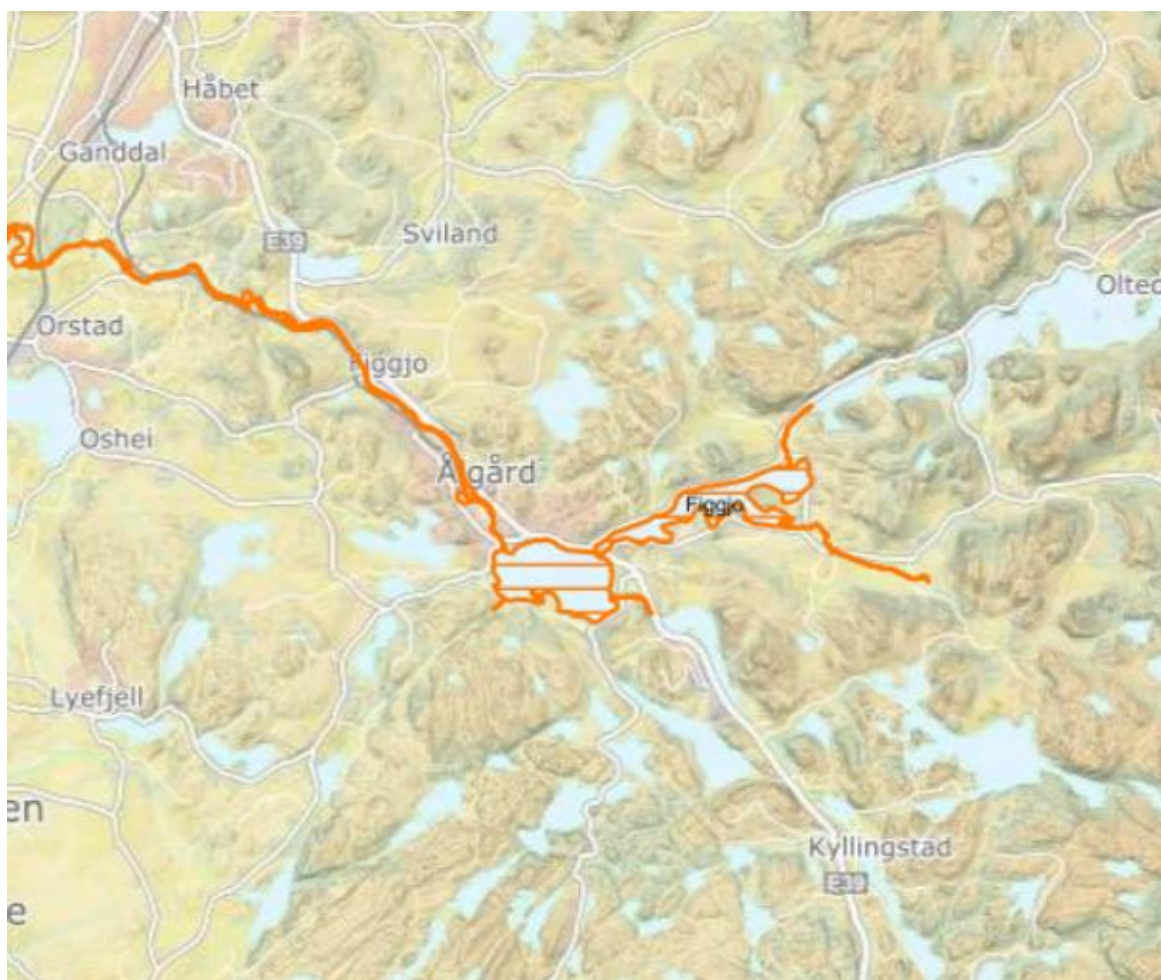 Håbet
Ganddal
E39
Sviland
Olted
Orstad
Figgjo
Oshei
Ålgård
Figgjo
Lyefjell
en
Kyllingstad
E39
e